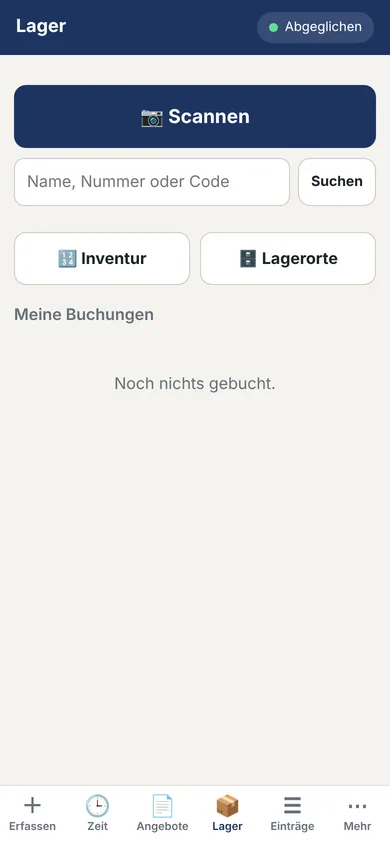 Lager
Abgeglichen
Scannen
Name, Nummer oder Code
Suchen
Inventur
Lagerorte
Meine Buchungen
Noch nichts gebucht.
Erfassen
Zeit
Angebote
Lager
Einträge
Mehr